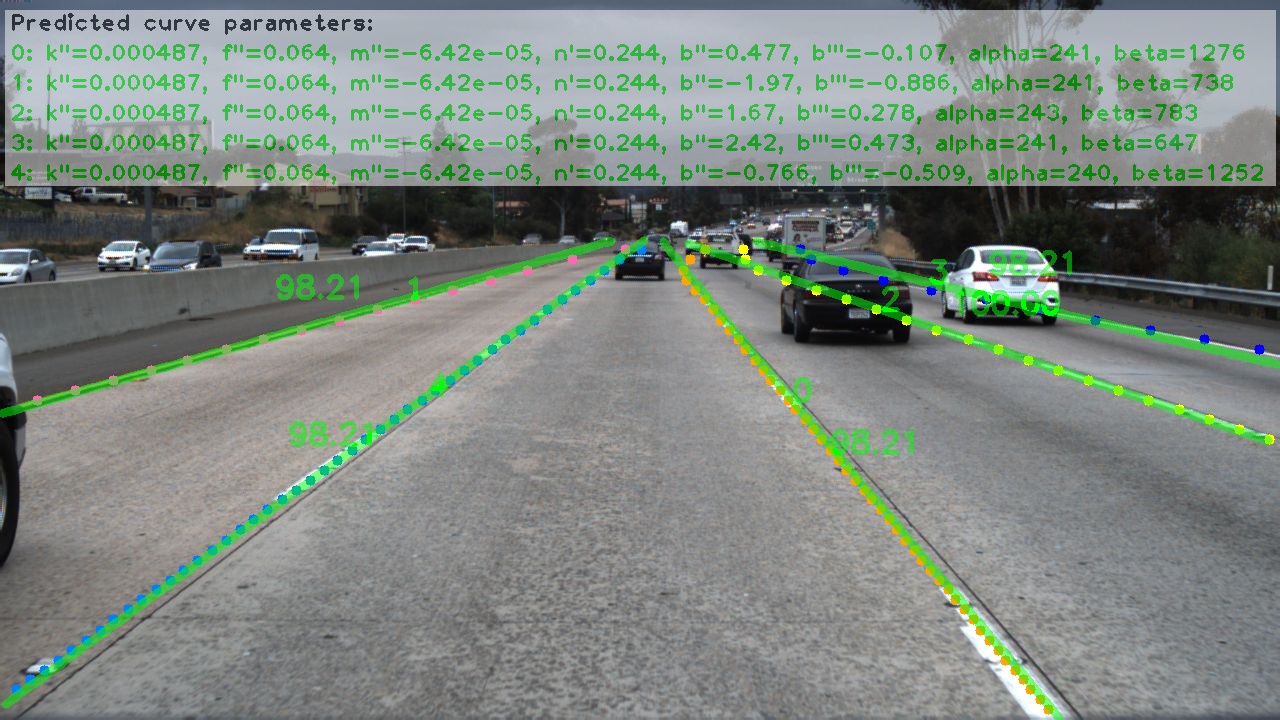 Predicted curve parameters:
0: k''=0.000487, f''=0.064, m''=-6.42e-05, n'=0.244, b''=0.477, b'''=-0.107, alpha=241, beta=1276
1: k''=0.000487, f''=0.064, m''=-6.42e-05, n'=0.244, b''=-1.97, b'''=-0.886, alpha=241, beta=738
2: k''=0.000487, f''=0.064, m''=-6.42e-05, n'=0.244, b''=1.67, b'''=0.278, alpha=243, beta=783
3: k''=0.000487, f''=0.064, m''=-6.42e-05, n'=0.244, b''=2.42, b'''=0.473, alpha=241, beta=647
4: k''=0.000487, f''=0.064, m''=-6.42e-05, n'=0.244, b''=-0.766, b'''=-0.509, alpha=240, beta=1252
3 98.21
98.21 1
2 100.00
4
0
98.21
98.21